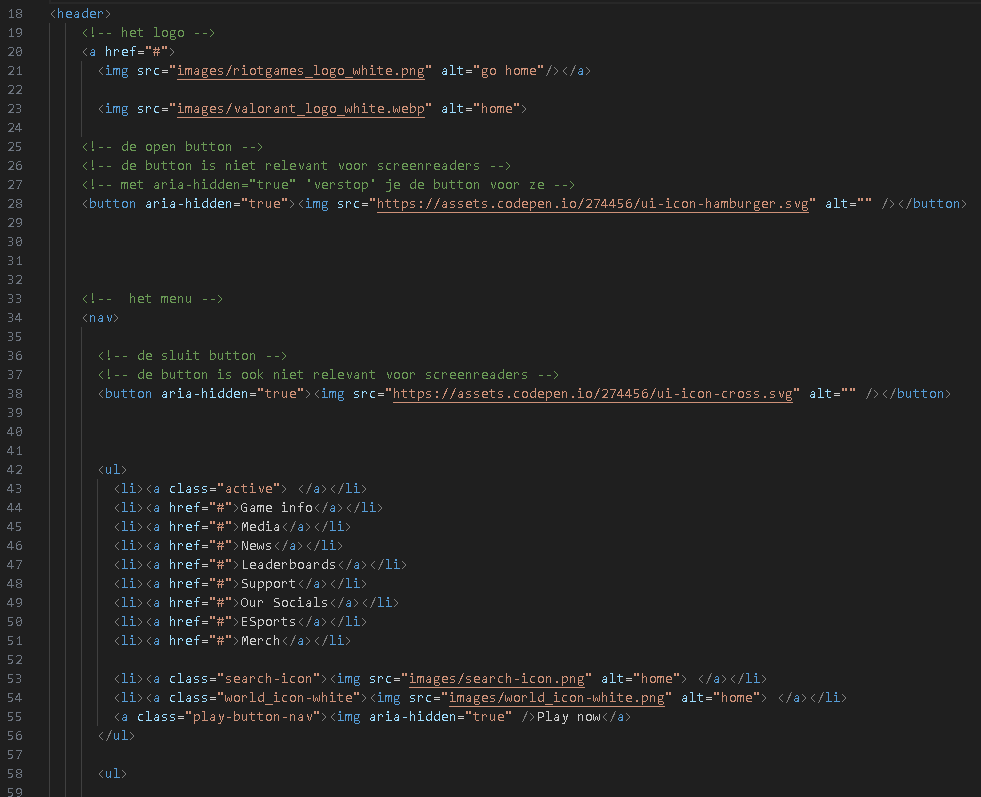 18 <header>
19 <!-- het logo -->
20 <a href="#">
21 <img src="images/riotgames_logo_white.png" alt="go home"/></a>
22
23 <img src="images/valorant_logo_white.webp" alt="home">
24
25 <!-- de open button -->
26 <!-- de button is niet relevant voor screenreaders -->
27 <!-- met aria-hidden="true" 'verstop' je de button voor ze -->
28 <button aria-hidden="true"><img src="https://assets.codepen.io/274456/ui-icon-hamburger.svg" alt="" /></button>
29
30
31
32
33 <!--  het menu -->
34 <nav>
35
36 <!-- de sluit button -->
37 <!-- de button is ook niet relevant voor screenreaders -->
38 <button aria-hidden="true"><img src="https://assets.codepen.io/274456/ui-icon-cross.svg" alt="" /></button>
39
40
41
42 <ul>
43 <li><a class="active"> </a></li>
44 <li><a href="#">Game info</a></li>
45 <li><a href="#">Media</a></li>
46 <li><a href="#">News</a></li>
47 <li><a href="#">Leaderboards</a></li>
48 <li><a href="#">Support</a></li>
49 <li><a href="#">Our Socials</a></li>
50 <li><a href="#">ESports</a></li>
51 <li><a href="#">Merch</a></li>
52
53 <li><a class="search-icon"><img src="images/search-icon.png" alt="home"> </a></li>
54 <li><a class="world_icon-white"><img src="images/world_icon-white.png" alt="home"> </a></li>
55 <a class="play-button-nav"><img aria-hidden="true" />Play now</a>
56 </ul>
57
58 <ul>
59